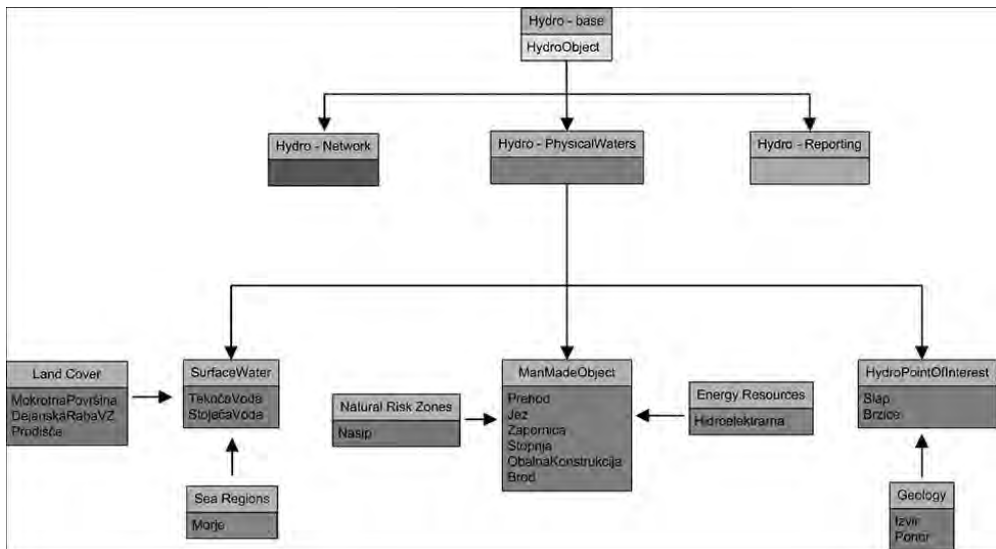 Hydro - base
HydroObject
Hydro - Network
Hydro - PhysicalWaters
Hydro - Reporting
Land Cover
MokrotnaPovršina
DejanskaRabaVZ
Prodišča
SurfaceWater
TekočaVoda
StoječaVoda
Natural Risk Zones
Nasip
ManMadeObject
Prehod
Jez
Zapornica
Stopnja
ObalnaKonstrukcija
Brod
Energy Resources
Hidroelektrarna
HydroPointOfInterest
Slap
Brzice
Sea Regions
Morje
Geology
Izvir
Ponor